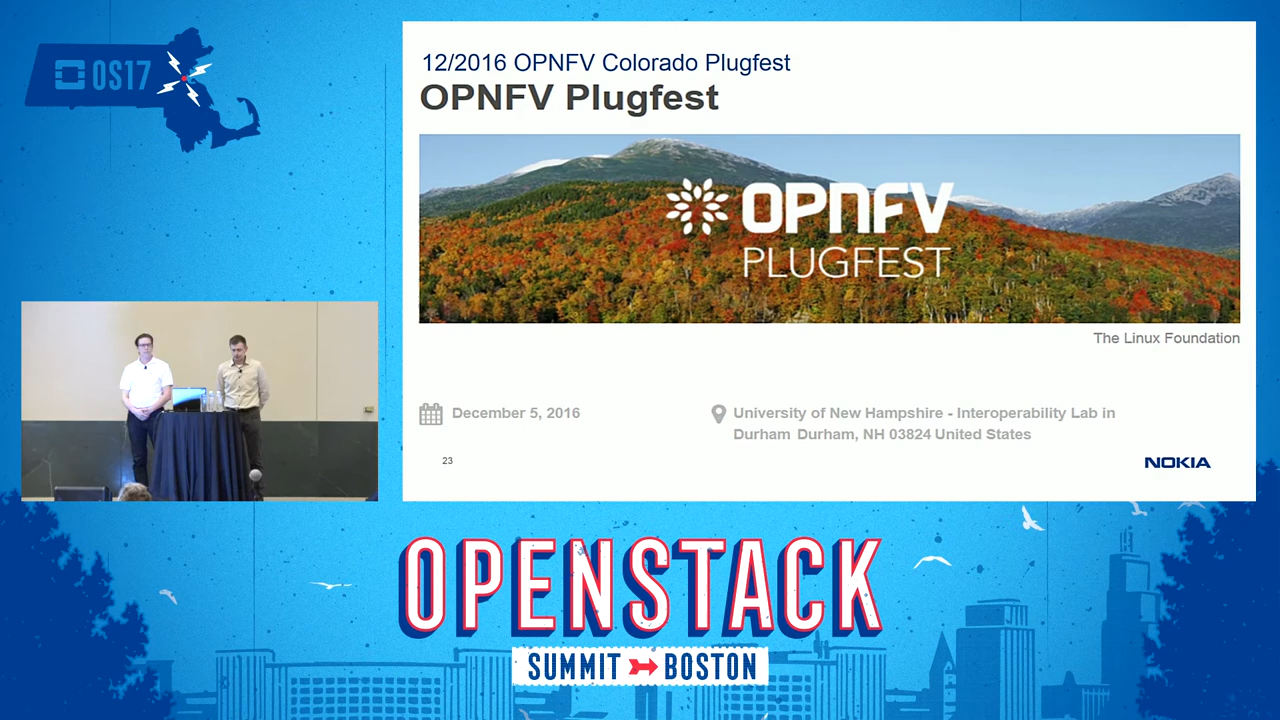 OS17
12/2016 OPNFV Colorado Plugfest
OPNFV Plugfest
OPNFV
PLUGFEST
The Linux Foundation
December 5, 2016
University of New Hampshire - Interoperability Lab in
Durham Durham, NH 03824 United States
23
NOKIA
OPENSTACK
SUMMIT BOSTON